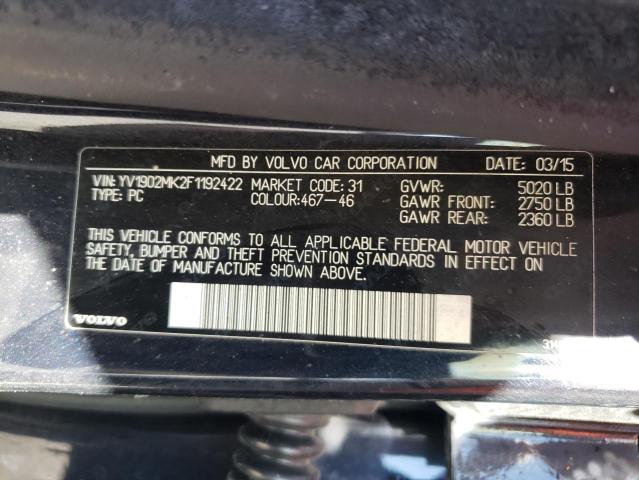 MFD BY VOLVO CAR CORPORATION DATE: 03/15
VIN:YV1902MK2F1192422 MARKET CODE:31 GVWR: 5020 LB
TYPE: PC COLOUR:467-46 GAWR FRONT: 2750 LB
GAWR REAR: 2360 LB
THIS VEHICLE CONFORMS TO ALL APPLICABLE FEDERAL MOTOR VEHICLE
SAFETY, BUMPER AND THEFT PREVENTION STANDARDS IN EFFECT ON
THE DATE OF MANUFACTURE SHOWN ABOVE.
VOLVO